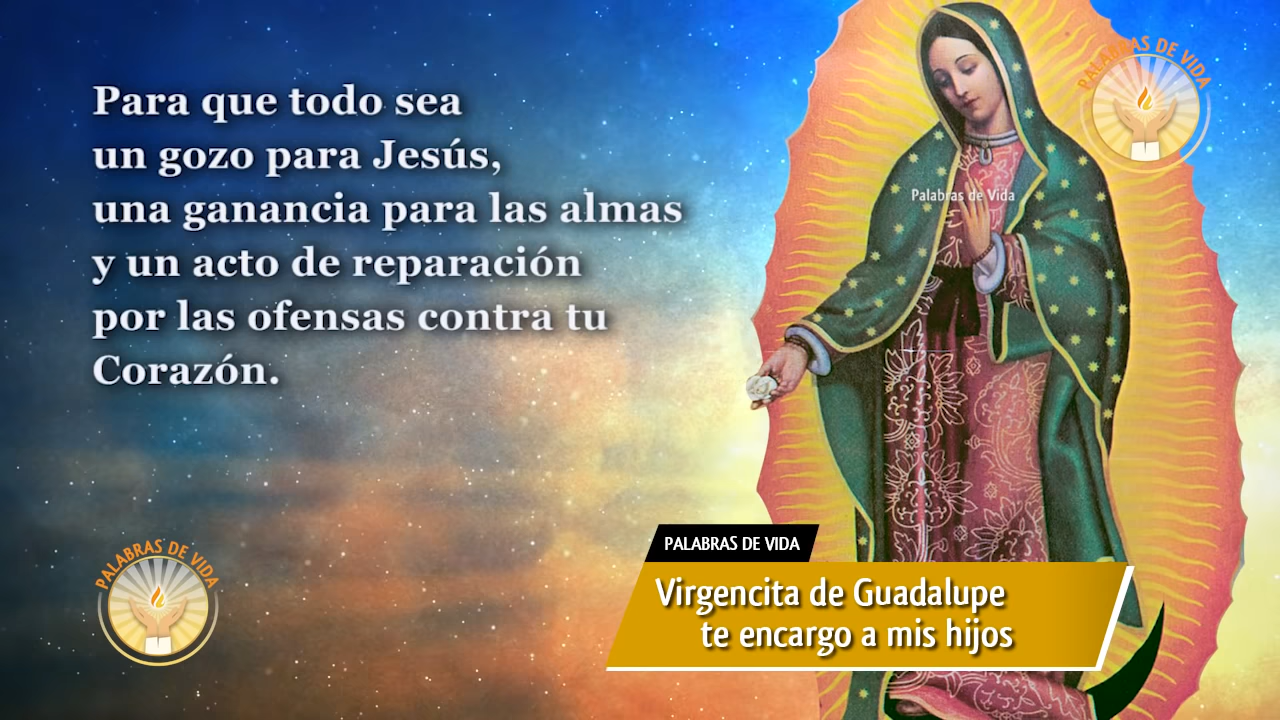 Para que todo sea
un gozo para Jesús,
una ganancia para las almas
y un acto de reparación
por las ofensas contra tu
Corazón.
PALABRAS DE VIDA
Palabras de Vida
PALABRAS DE VIDA
PALABRAS DE VIDA
Virgencita de Guadalupe
te encargo a mis hijos